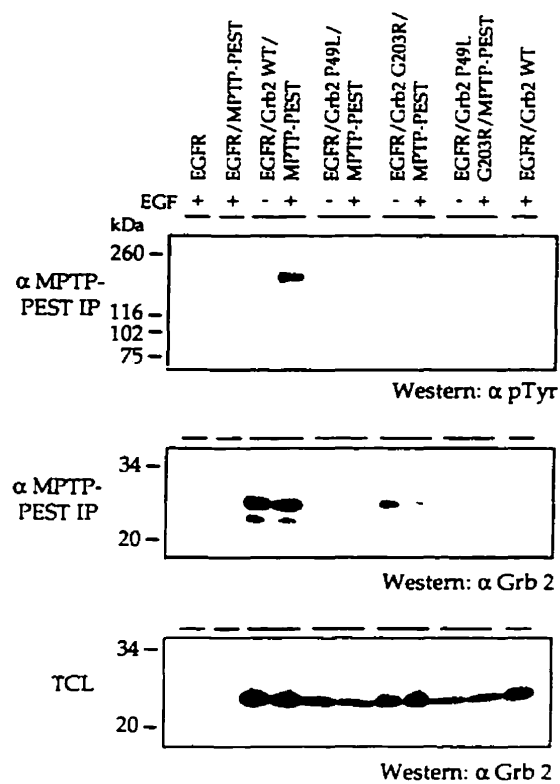 EGFR
EGFR/MPTP-PEST
EGFR/Grb2 WT/
MPTP-PEST
EGFR/Grb2 P49L/
MPTP-PEST
EGFR/Grb2 G203R/
MPTP-PEST
EGFR/Grb2 P49L
G203R/MPTP-PEST
EGFR/Grb2 WT
EGF + + - + - + - + - + +
kDa
260
α MPTP-
PEST IP
116
102
75
Western: α pTyr
34
α MPTP-
PEST IP
20
Western: α Grb 2
34
TCL
20
Western: α Grb 2